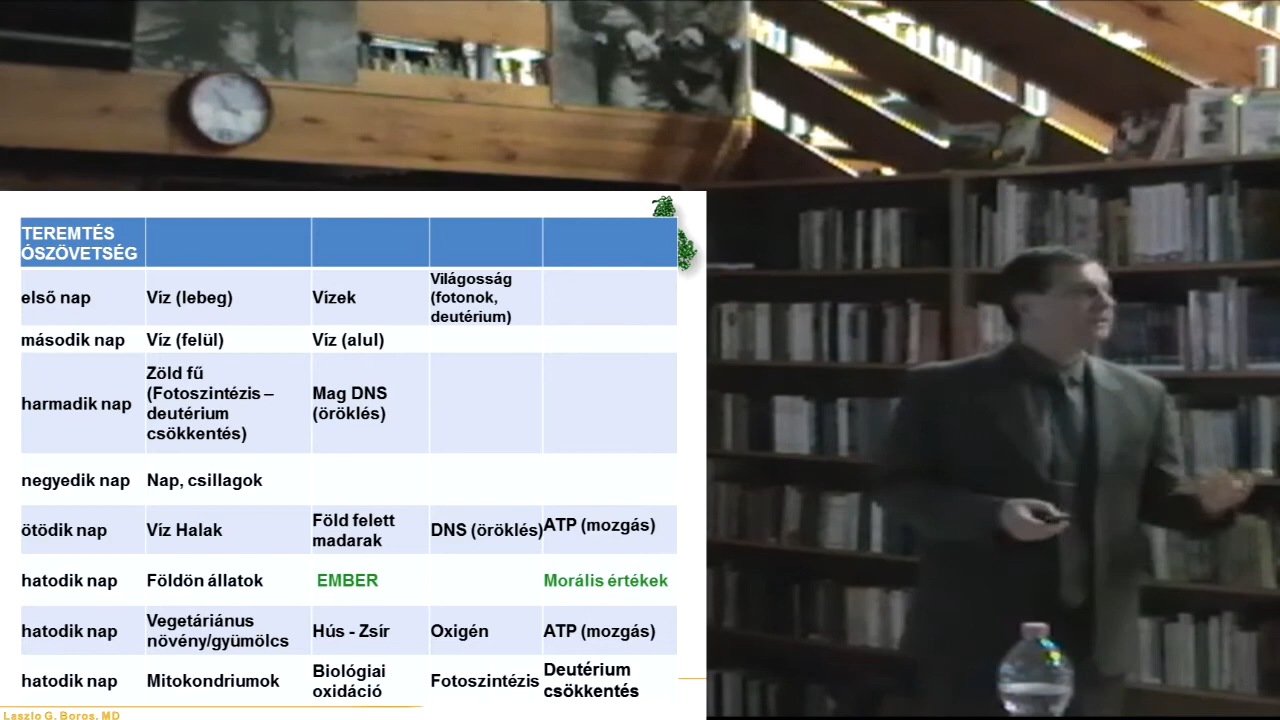 TEREMTÉS
ÓSZÖVETSÉG
első nap
Víz (lebeg)
Vizek
Világosság
(fotonok,
deutérium)
második nap
Víz (felül)
Víz (alul)
harmadik nap
Zöld fű
(Fotoszintézis –
deutérium
csökkentés)
Mag DNS
(öröklés)
negyedik nap
Nap, csillagok
ötödik nap
Víz Halak
Föld felett
madarak
DNS (öröklés)
ATP (mozgás)
hatodik nap
Földön állatok
EMBER
Morális értékek
hatodik nap
Vegetáriánus
növény/gyümölcs
Hús - Zsír
Oxigén
ATP (mozgás)
hatodik nap
Mitokondriumok
Biológiai
oxidáció
Fotoszintézis
Deutérium
csökkentés
Laszlo G. Boros, MD